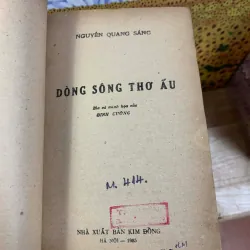 NGUYỄN QUANG SÁNG
DÒNG SÔNG THƠ ẤU
Bìa và minh họa của
ĐINH CƯỜNG
M. 414.
NHÀ XUẤT BẢN KIM ĐỒNG
HÀ NỘI — 1985